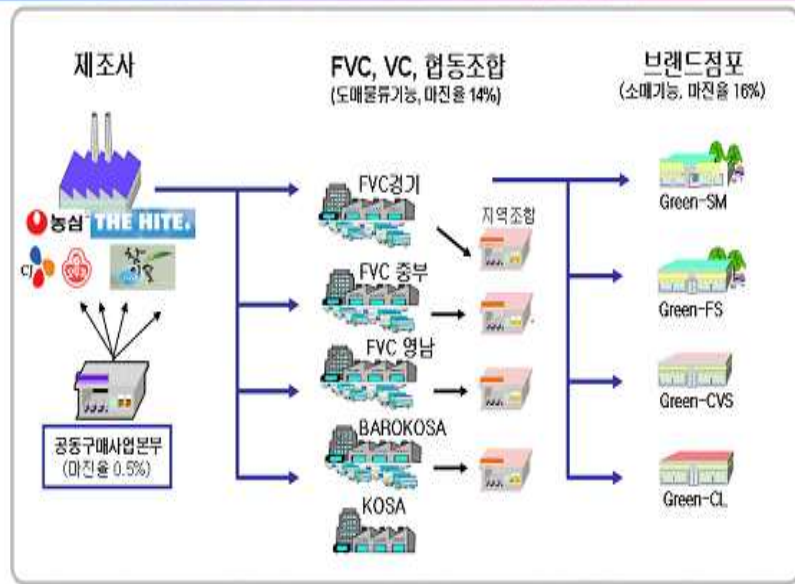 제조사
농심
THE HITE.
CJ
공동구매사업본부
(마진율 0.5%)
FVC, VC, 협동조합
(도매물류기능, 마진율 14%)
FVC경기
지역조합
FVC 중부
FVC 영남
BAROKOSA
KOSA
브랜드점포
(소매기능, 마진율 16%)
Green-SM
Green-FS
Green-CVS
Green-CL